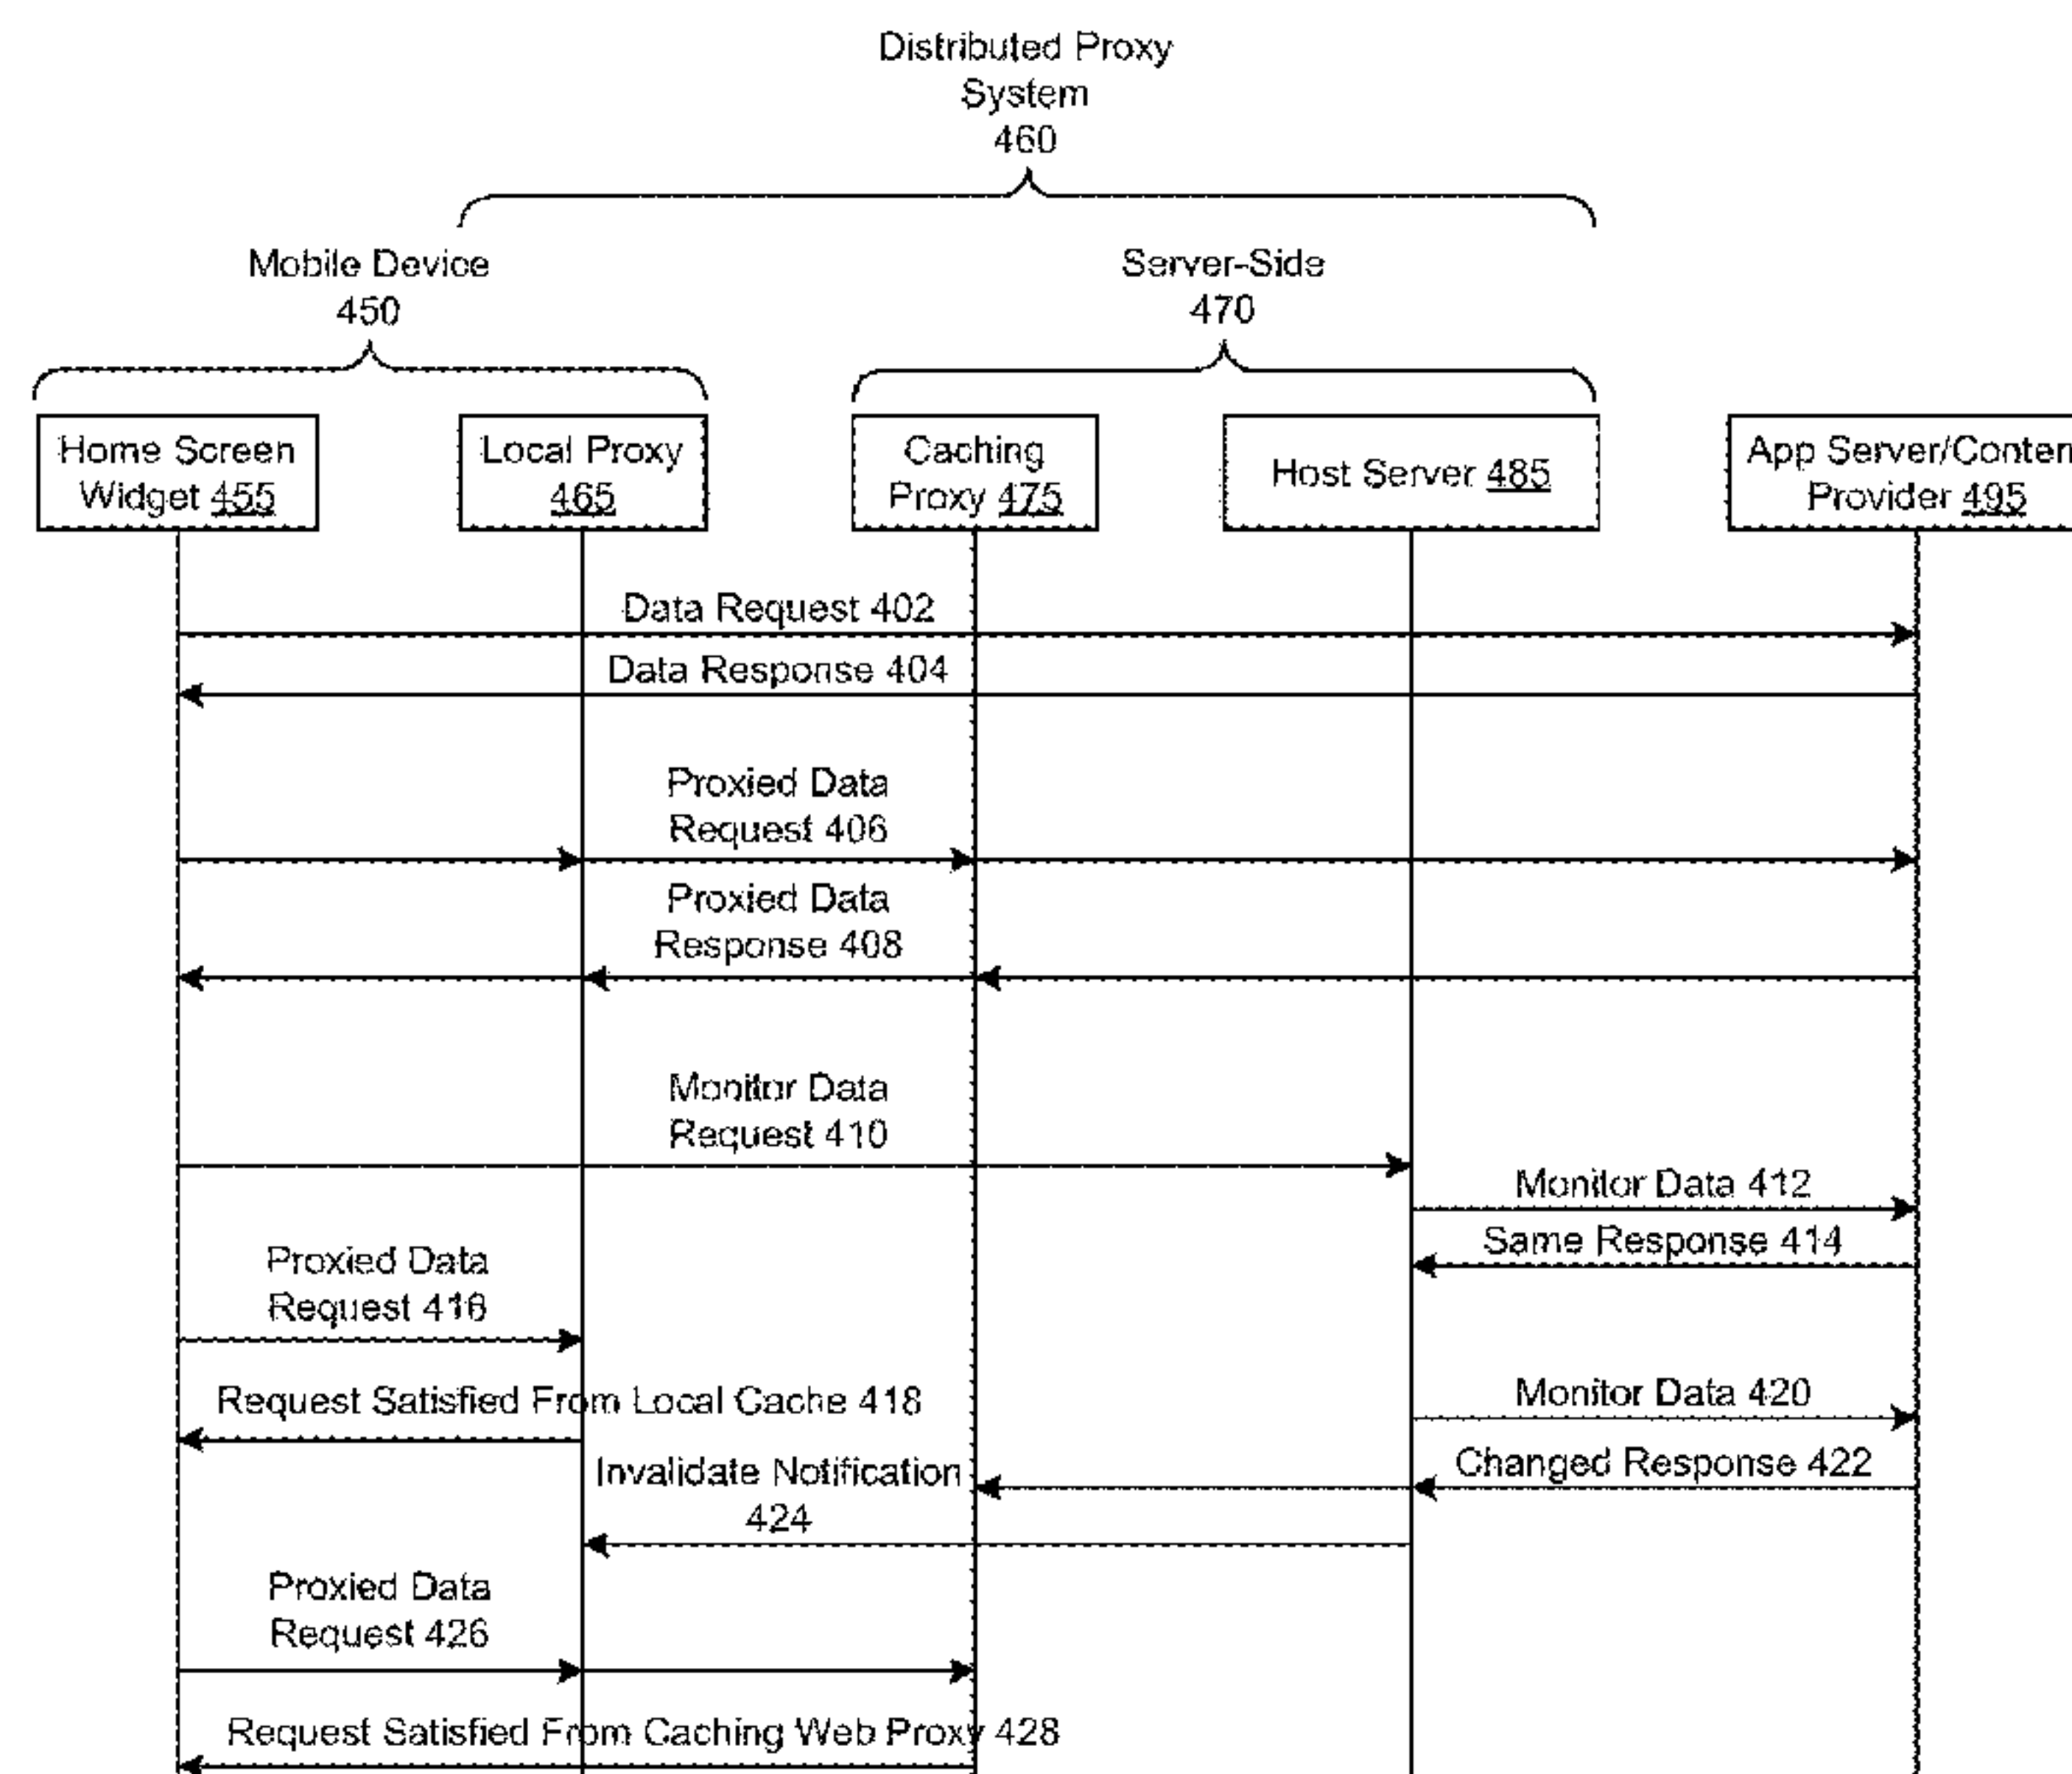 Distributed Proxy
System
460
Mobile Device
450
Server-Side
470
Home Screen
Widget 455
Local Proxy
465
Caching
Proxy 475
Host Server 485
App Server/Conten
Provider 495
Data Request 402
Data Response 404
Proxied Data
Request 406
Proxied Data
Response 408
Monitor Data
Request 410
Monitor Data 412
Same Response 414
Proxied Data
Request 416
Request Satisfied From Local Cache 418
Monitor Data 420
Changed Response 422
Invalidate Notification
424
Proxied Data
Request 426
Request Satisfied From Caching Web Proxy 428